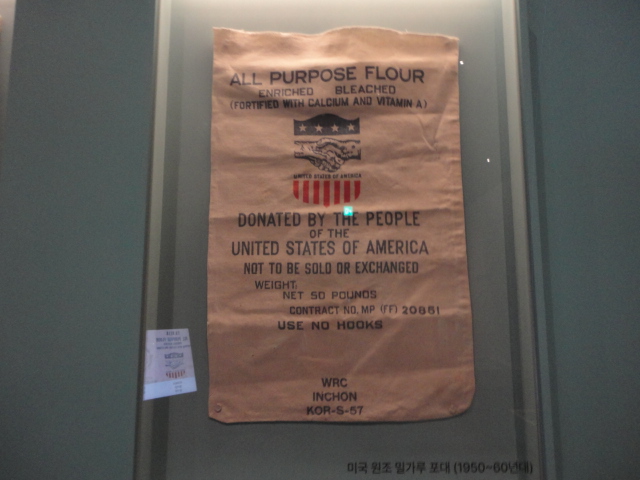 ALL PURPOSE FLOUR
ENRICHED BLEACHED
(FORTIFIED WITH CALCIUM AND VITAMIN A)
UNITED STATES OF AMERICA
DONATED BY THE PEOPLE
OF THE
UNITED STATES OF AMERICA
NOT TO BE SOLD OR EXCHANGED
WEIGHT,
NET 50 POUNDS
CONTRACT NO. MP (FF) 20851
USE NO HOOKS
WRC
INCHON
KOR-S-57
미국 원조 밀가루 포대 (1950~60년대)